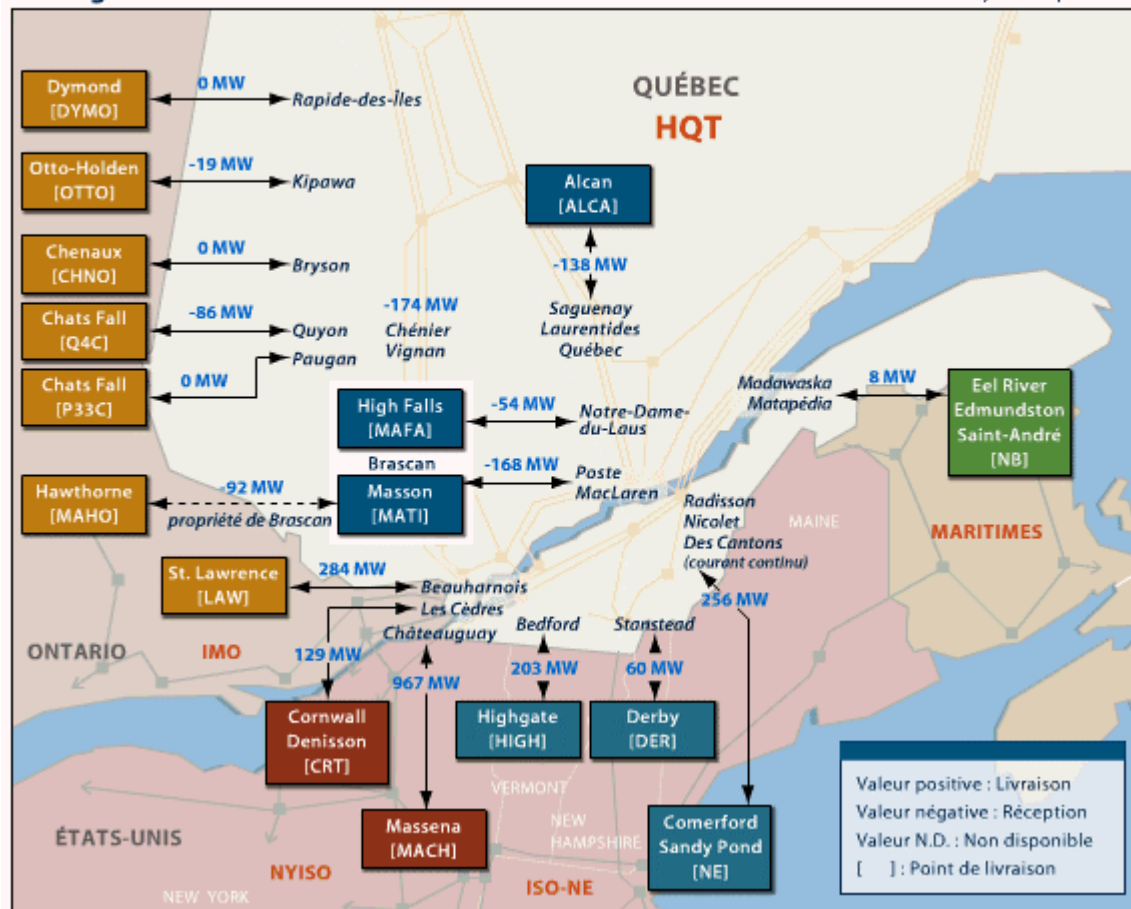 QUÉBEC
HQT
Dymond
[DYMO]
0 MW
Rapide-des-Îles
Otto-Holden
[OTTO]
-19 MW
Kipawa
Alcan
[ALCA]
-138 MW
Saguenay
Laurentides
Québec
Chenaux
[CHNO]
0 MW
Bryson
Chats Fall
[Q4C]
-86 MW
Quyon
Paugan
-174 MW
Chénier
Vignan
Chats Fall
[P33C]
0 MW
High Falls
[MAFA]
-54 MW
Notre-Dame-
du-Laus
Brascan
Masson
[MATI]
-168 MW
Poste
MacLaren
Madawaska
Matapédia
8 MW
Eel River
Edmundston
Saint-André
[NB]
Hawthorne
[MAHO]
-92 MW
propriété de Brascan
Radisson
Nicolet
Des Cantons
(courant continu)
MAINE
MARITIMES
St. Lawrence
[LAW]
284 MW
Beauharnois
Les Cèdres
Châteauguay
Bedford
Stanstead
256 MW
ONTARIO
IMO
129 MW
967 MW
203 MW
60 MW
Cornwall
Denisson
[CRT]
Highgate
[HIGH]
Derby
[DER]
VERMONT
NEW
HAMPSHIRE
ÉTATS-UNIS
Massena
[MACH]
Comerford
Sandy Pond
[NE]
NYISO
ISO-NE
NEW YORK
Valeur positive : Livraison
Valeur négative : Réception
Valeur N.D. : Non disponible
[ ] : Point de livraison